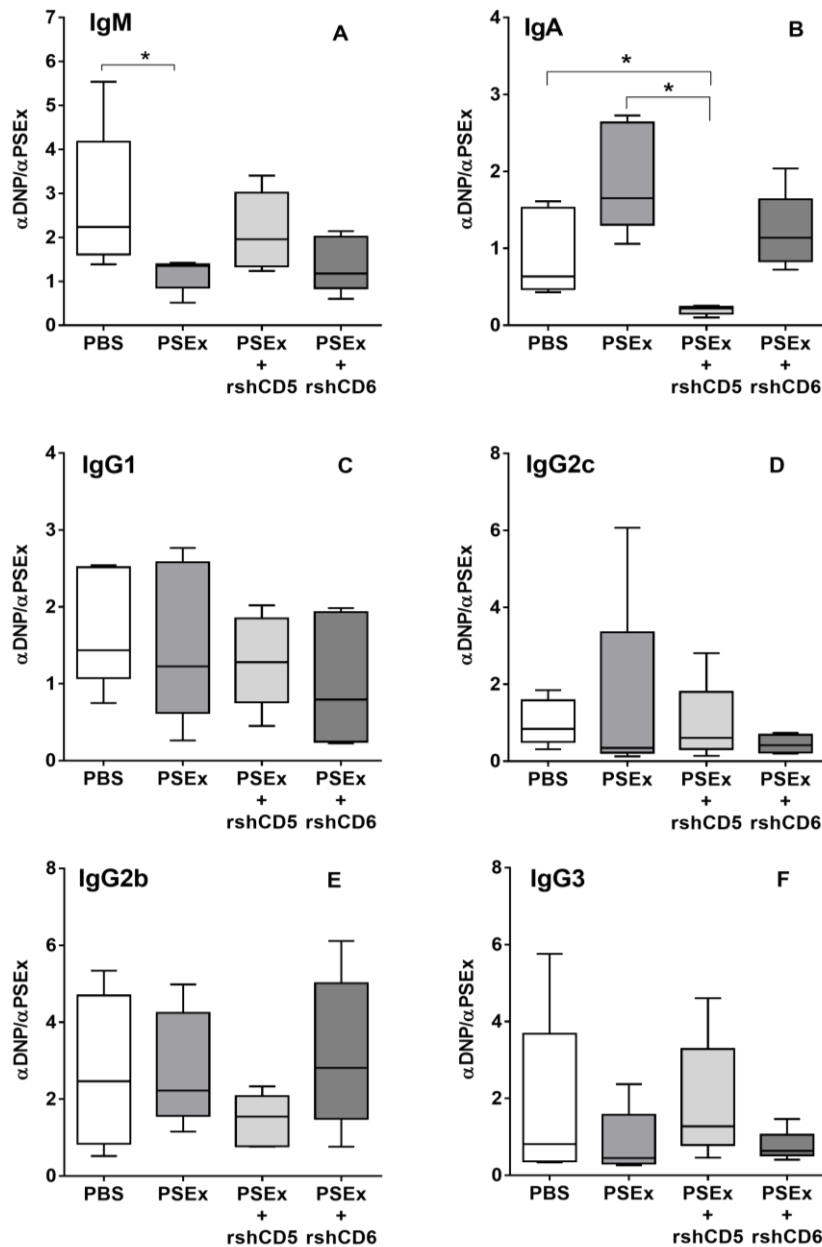 IgM
A
*
αDNP/αPSEx
7
6
5
4
3
2
1
0
PBS
PSEx
PSEx
+
rshCD5
PSEx
+
rshCD6
IgA
B
*
*
αDNP/αPSEx
4
3
2
1
0
PBS
PSEx
PSEx
+
rshCD5
PSEx
+
rshCD6
IgG1
C
αDNP/αPSEx
4
3
2
1
0
PBS
PSEx
PSEx
+
rshCD5
PSEx
+
rshCD6
IgG2c
D
αDNP/αPSEx
8
6
4
2
0
PBS
PSEx
PSEx
+
rshCD5
PSEx
+
rshCD6
IgG2b
E
αDNP/αPSEx
8
6
4
2
0
PBS
PSEx
PSEx
+
rshCD5
PSEx
+
rshCD6
IgG3
F
αDNP/αPSEx
8
6
4
2
0
PBS
PSEx
PSEx
+
rshCD5
PSEx
+
rshCD6